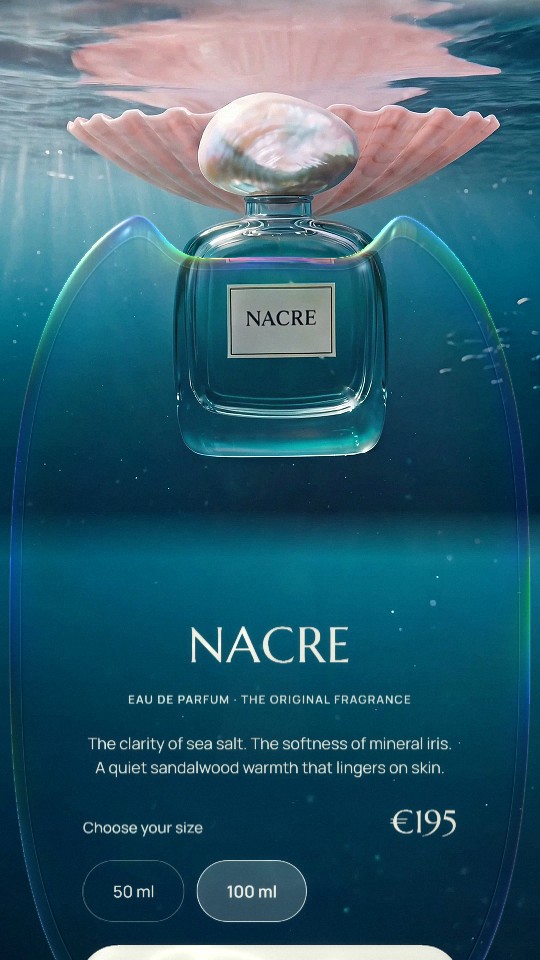 NACRE
NACRE
EAU DE PARFUM · THE ORIGINAL FRAGRANCE
The clarity of sea salt. The softness of mineral iris.
A quiet sandalwood warmth that lingers on skin.
Choose your size
€195
50 ml
100 ml